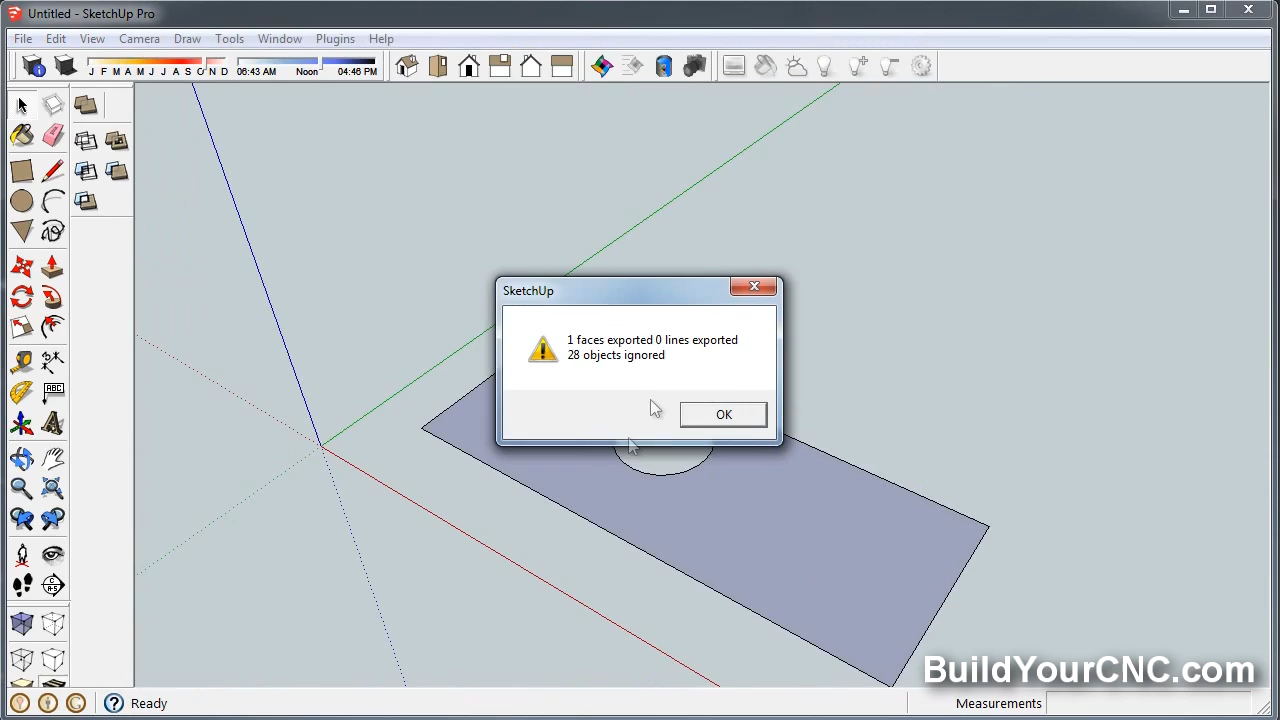 Untitled - SketchUp Pro
File Edit View Camera Draw Tools Window Plugins Help
J F M A M J J A S O N D 06:43 AM Noon 04:46 PM
SketchUp
1 faces exported 0 lines exported
28 objects ignored
OK
ABC
BuildYourCNC.com
Ready Measurements